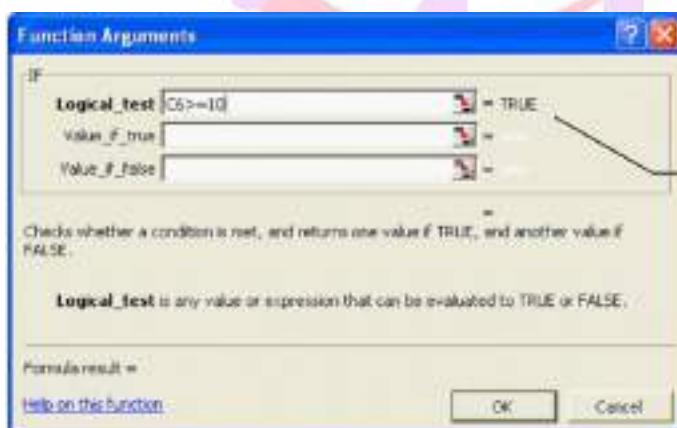 Function Arguments
IF
Logical_test C6>=10 = TRUE
Value_if_true =
Value_if_false =
=
Checks whether a condition is met, and returns one value if TRUE, and another value if
FALSE.
Logical_test is any value or expression that can be evaluated to TRUE or FALSE.
Formula result =
Help on this function
OK Cancel